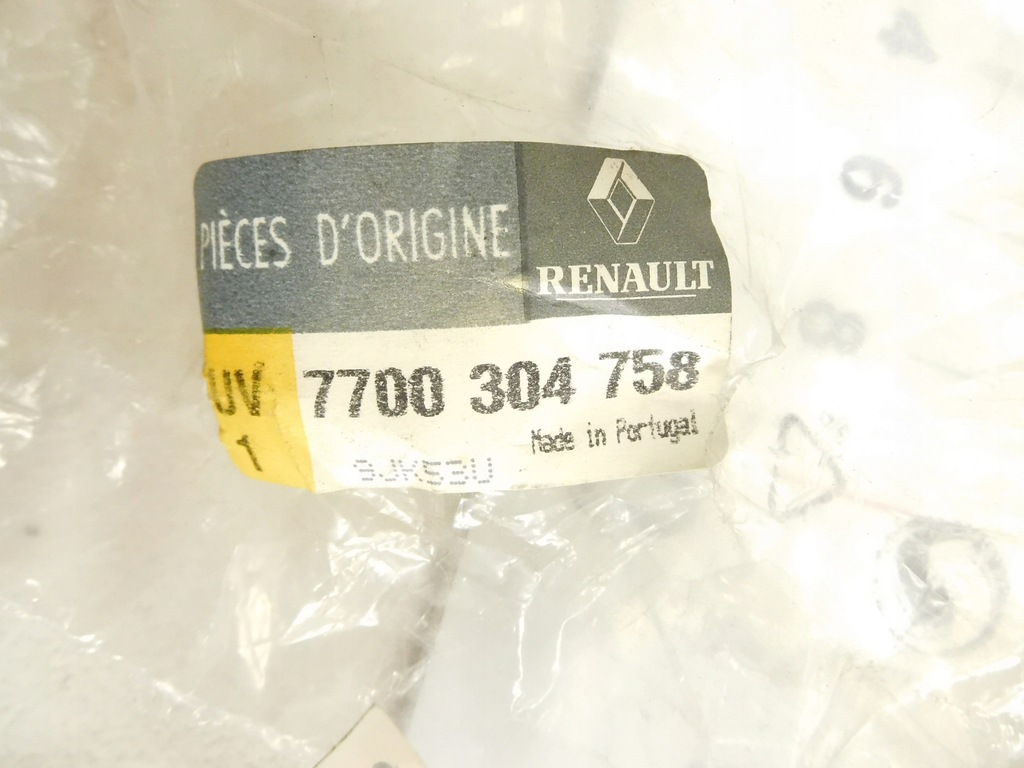 PIÈCES D'ORIGINE
RENAULT
UV 7700 304 758
1
Made in Portugal